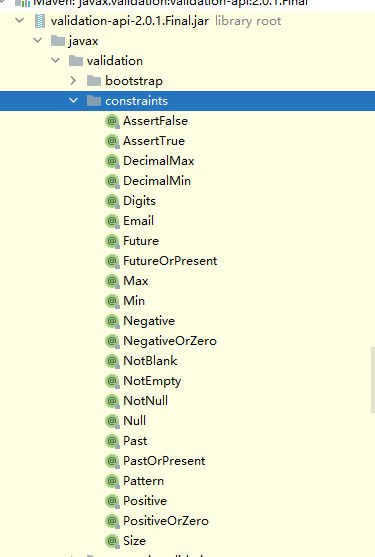 Maven: javax.validation:validation-api:2.0.1.Final
validation-api-2.0.1.Final.jar library root
javax
validation
bootstrap
constraints
AssertFalse
AssertTrue
DecimalMax
DecimalMin
Digits
Email
Future
FutureOrPresent
Max
Min
Negative
NegativeOrZero
NotBlank
NotEmpty
NotNull
Null
Past
PastOrPresent
Pattern
Positive
PositiveOrZero
Size